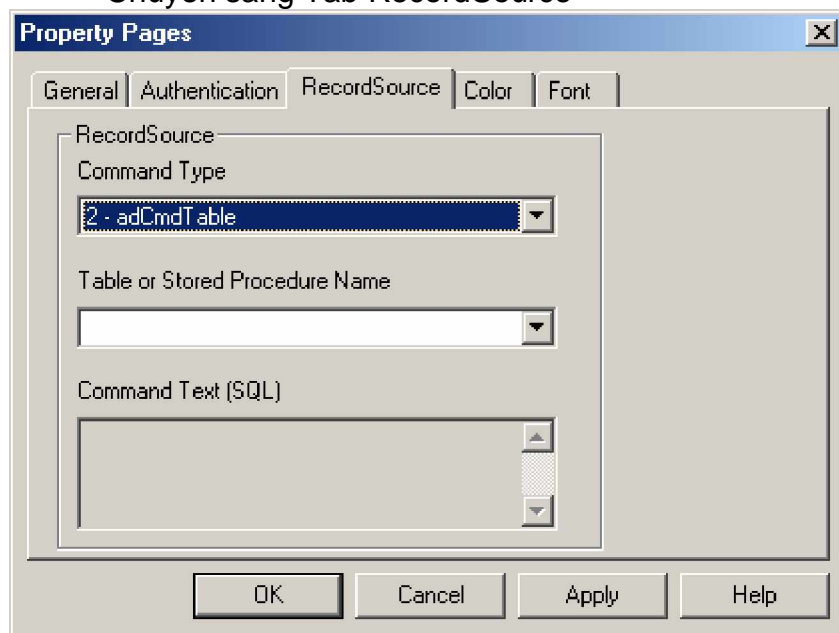 Chuyển sang Tab RecordSource
Property Pages
General Authentication RecordSource Color Font
RecordSource
Command Type
2 - adCmdTable
Table or Stored Procedure Name
Command Text (SQL)
OK Cancel Apply Help